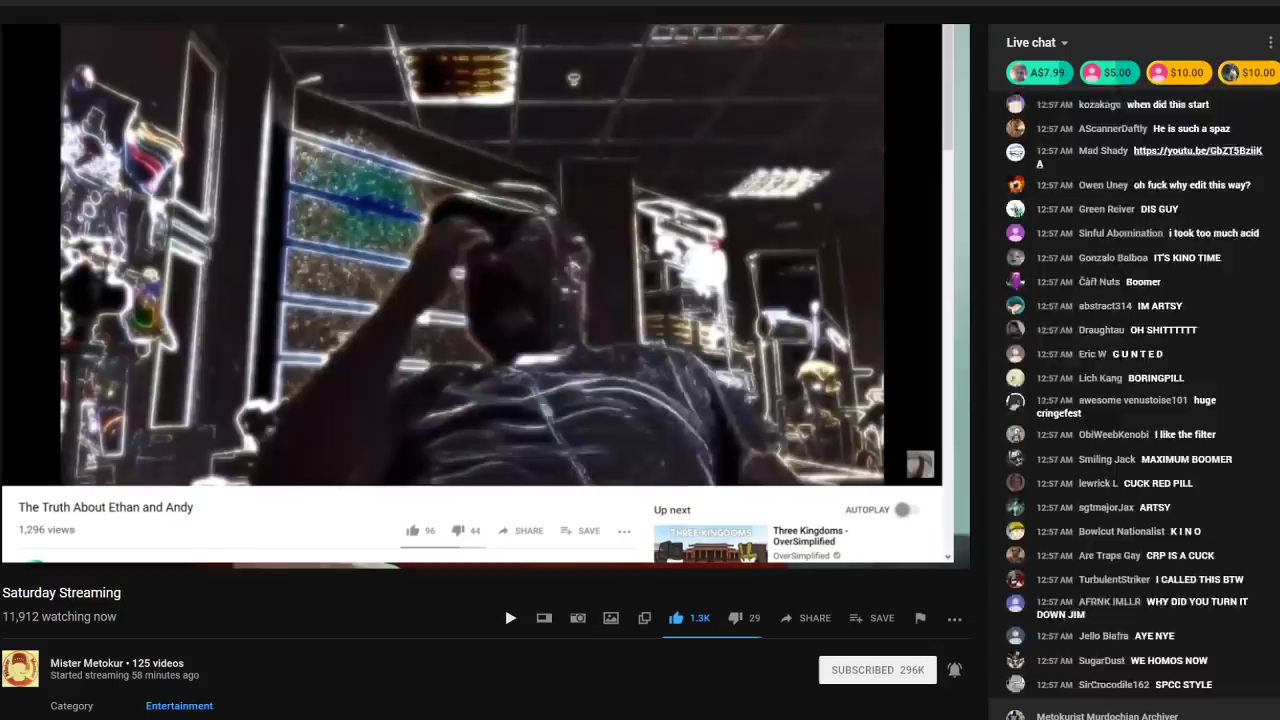 Live chat
A$7.99
$5.00
$10.00
$10.00
12:57 AM kozakage when did this start
12:57 AM AScannerDaftly He is such a spaz
12:57 AM Mad Shady https://youtu.be/GbZT5BziiK
A
12:57 AM Owen Uney oh fuck why edit this way?
12:57 AM Green Reiver DIS GUY
12:57 AM Sinful Abomination i took too much acid
12:57 AM Gonzalo Balboa IT'S KINO TIME
12:57 AM Čàřł Nuts Boomer
12:57 AM abstract314 IM ARTSY
12:57 AM Draughtau OH SHITTTTTT
12:57 AM Eric W G U N T E D
12:57 AM Lich Kang BORINGPILL
12:57 AM awesome venustoise101 huge
cringefest
12:57 AM ObiWeebKenobi I like the filter
12:57 AM Smiling Jack MAXIMUM BOOMER
12:57 AM lewrick L CUCK RED PILL
12:57 AM sgtmajorJax ARTSY
12:57 AM Bowlcut Nationalist K I N O
12:57 AM Are Traps Gay CRP IS A CUCK
12:57 AM TurbulentStriker I CALLED THIS BTW
12:57 AM AFRNK IMLLR WHY DID YOU TURN IT
DOWN JIM
12:57 AM Jello Biafra AYE NYE
12:57 AM SugarDust WE HOMOS NOW
12:57 AM SirCrocodile162 SPCC STYLE
Metokurist Murdochian Archiver
The Truth About Ethan and Andy
1,296 views
96
44
SHARE
SAVE
Up next
AUTOPLAY
THREE KINGDOMS
Three Kingdoms -
OverSimplified
OverSimplified
Saturday Streaming
11,912 watching now
1.3K
29
SHARE
SAVE
Mister Metokur • 125 videos
Started streaming 58 minutes ago
SUBSCRIBED 296K
Category
Entertainment